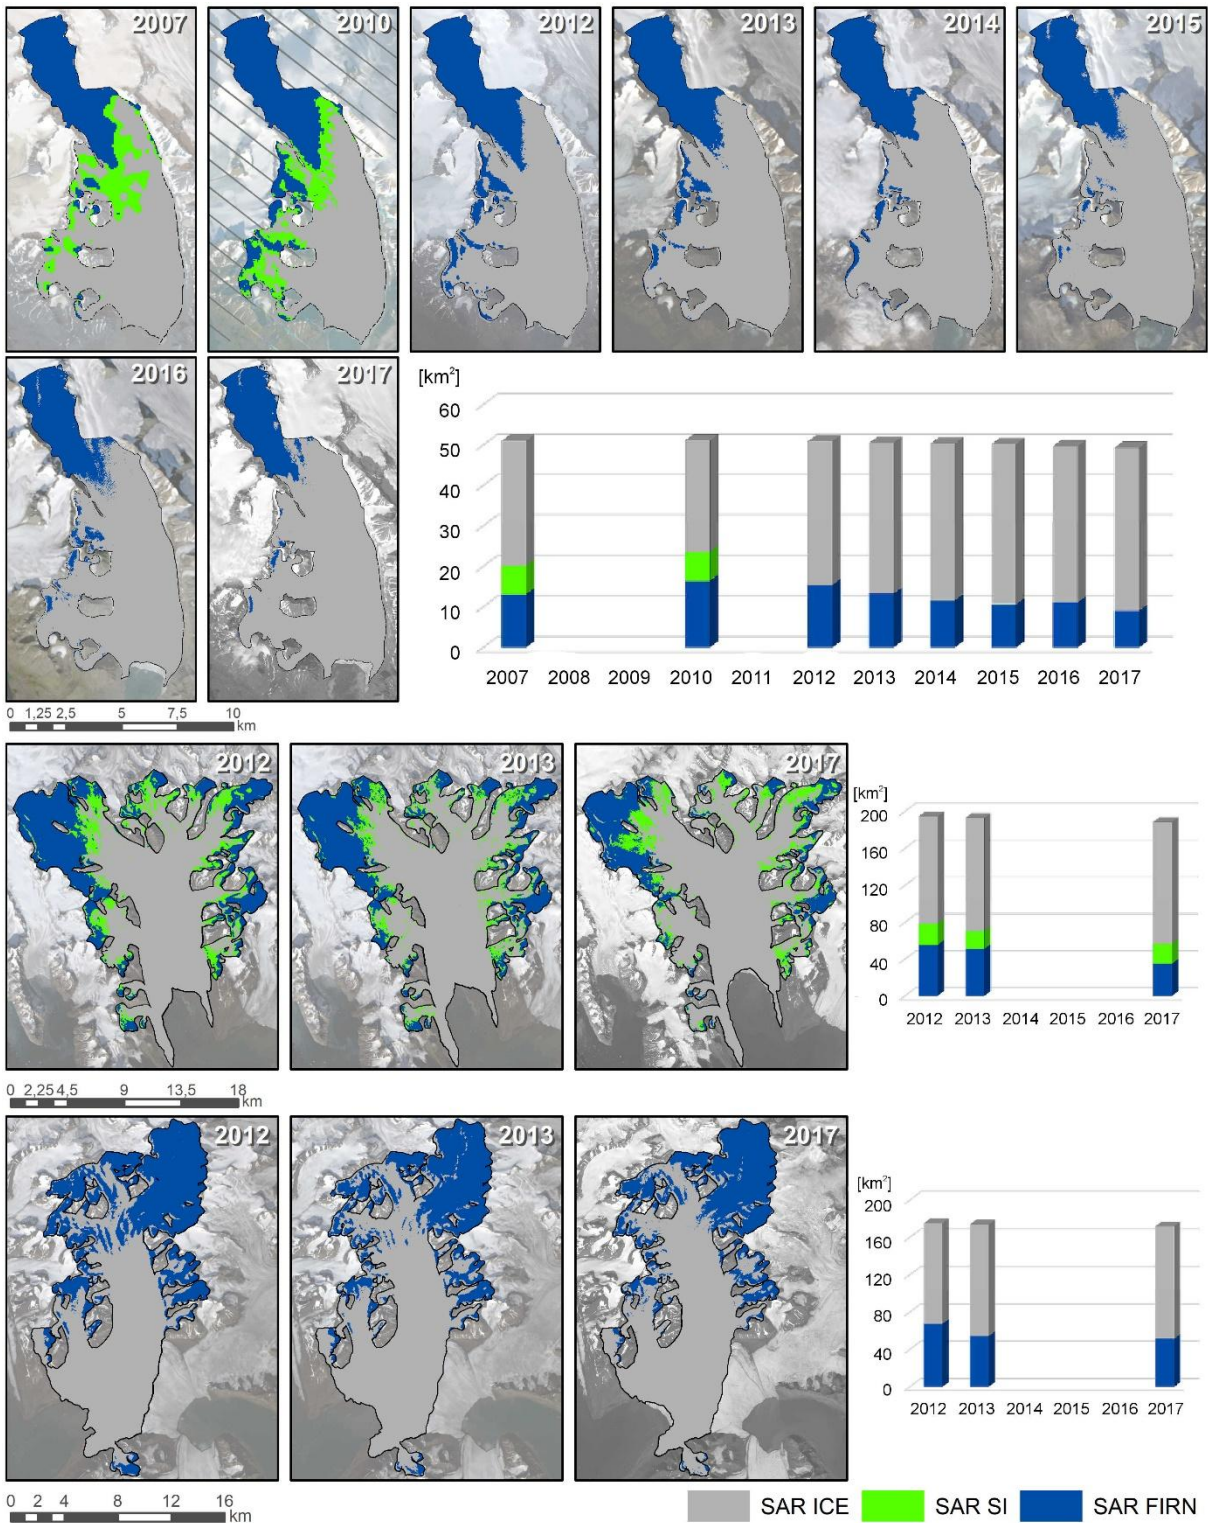 2007 2010 2012 2013 2014 2015
2016 2017
[km²]
60
50
40
30
20
10
0
2007 2008 2009 2010 2011 2012 2013 2014 2015 2016 2017
0 1,25 2,5 5 7,5 10
km
2012 2013 2017
[km²]
200
160
120
80
40
0
2012 2013 2014 2015 2016 2017
0 2,25 4,5 9 13,5 18
km
2012 2013 2017
[km²]
200
160
120
80
40
0
2012 2013 2014 2015 2016 2017
0 2 4 8 12 16
km
SAR ICE SAR SI SAR FIRN